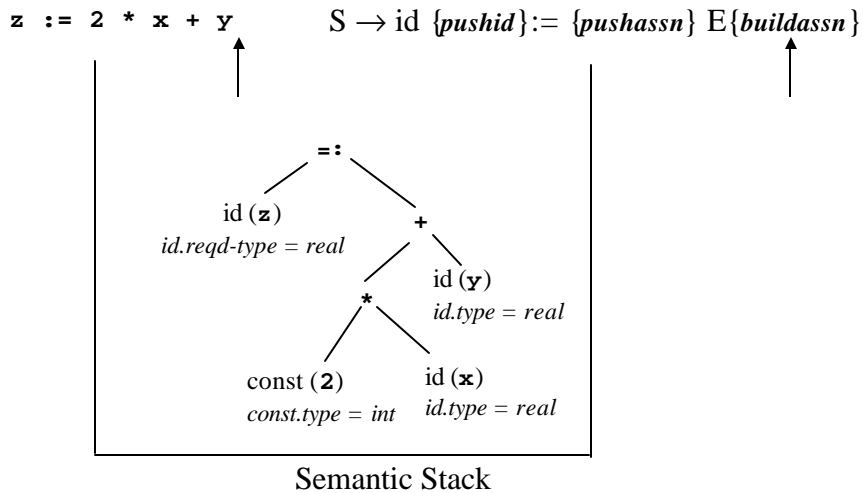 z := 2 * x + y
S → id {pushid}:= {pushassn} E{buildassn}
=:
id (z)
id.reqd-type = real
+
id (y)
id.type = real
*
const (2)
const.type = int
id (x)
id.type = real
Semantic Stack